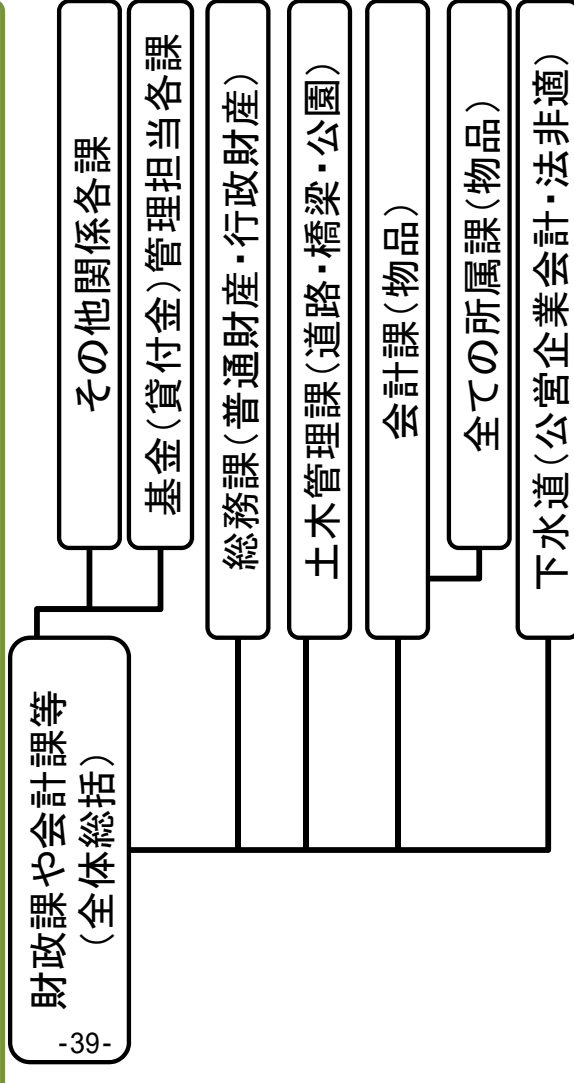 財政課や会計課等
(全体総括)
その他関係各課
基金(貸付金)管理担当各課
総務課(普通財産・行政財産)
土木管理課(道路・橋梁・公園)
会計課(物品)
全ての所属課(物品)
下水道(公営企業会計・法非適)
-39-